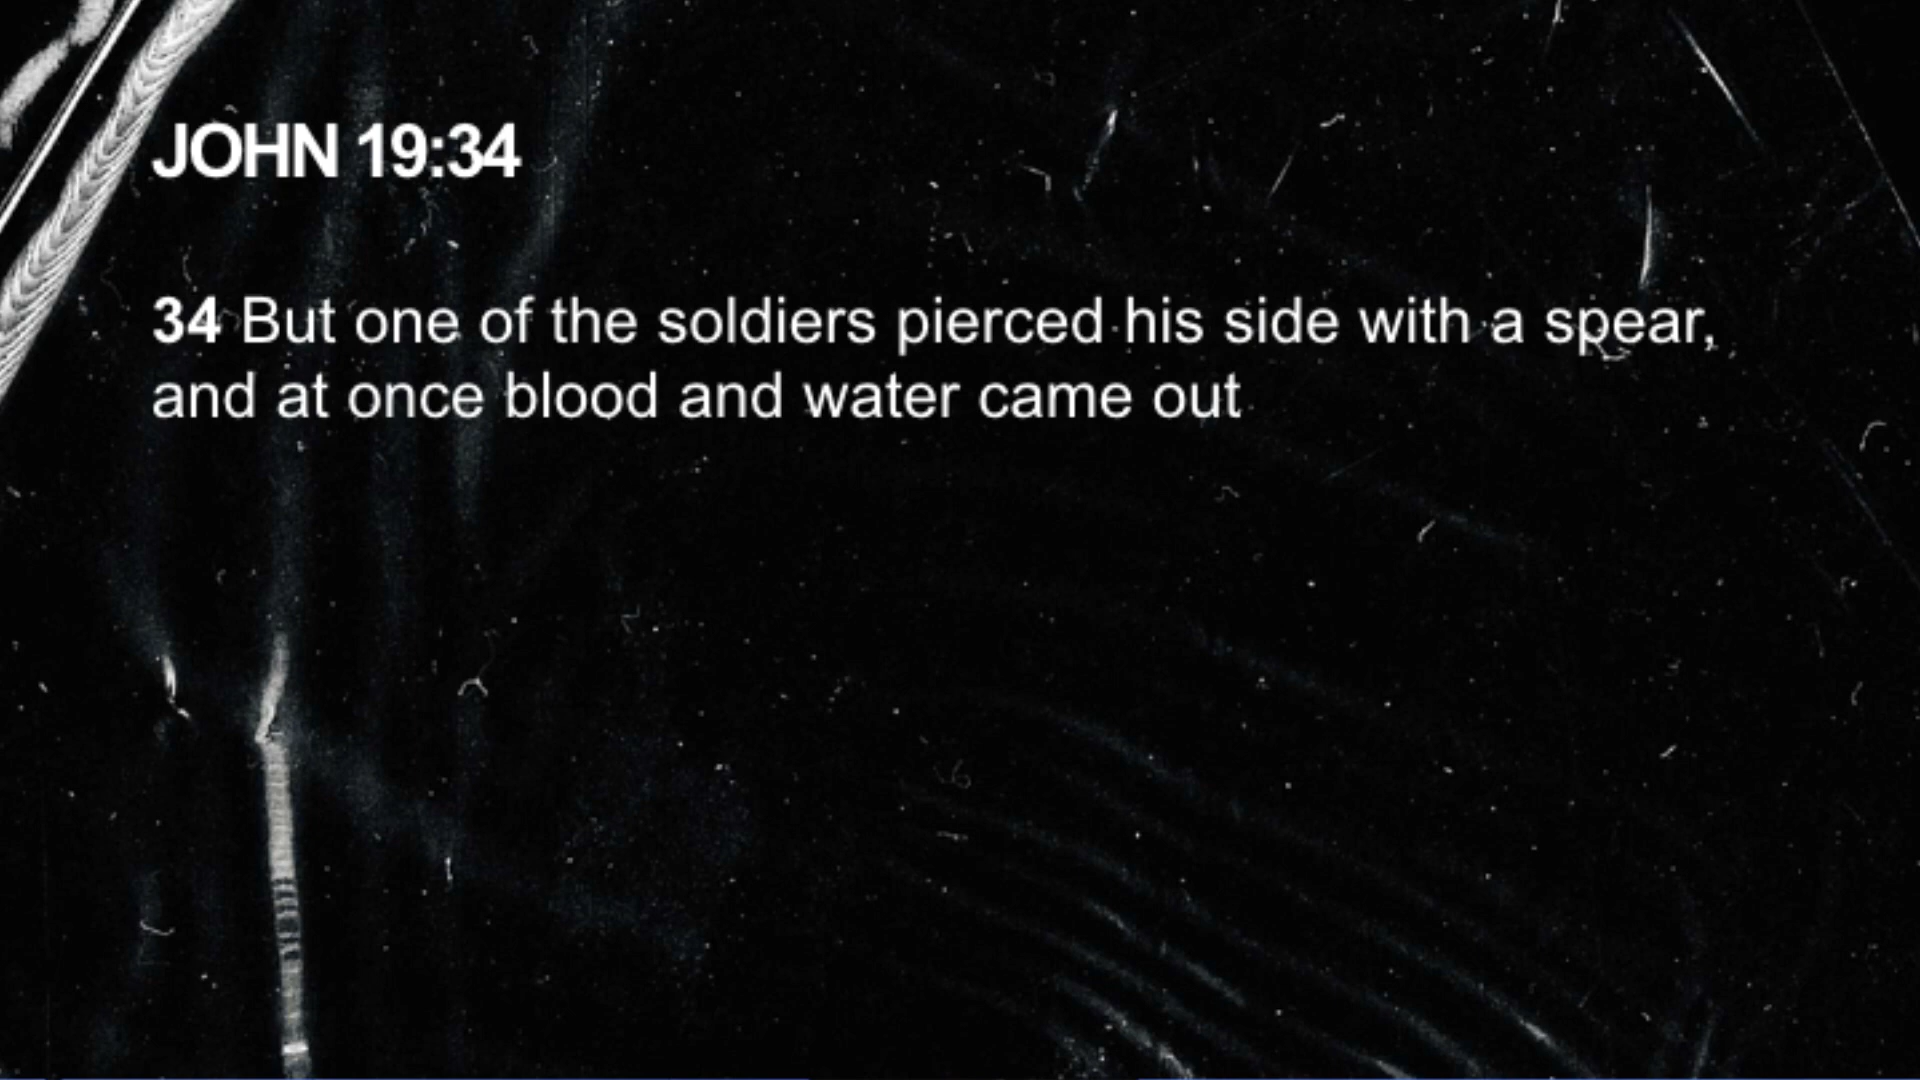 JOHN 19:34
34 But one of the soldiers pierced his side with a spear,
and at once blood and water came out